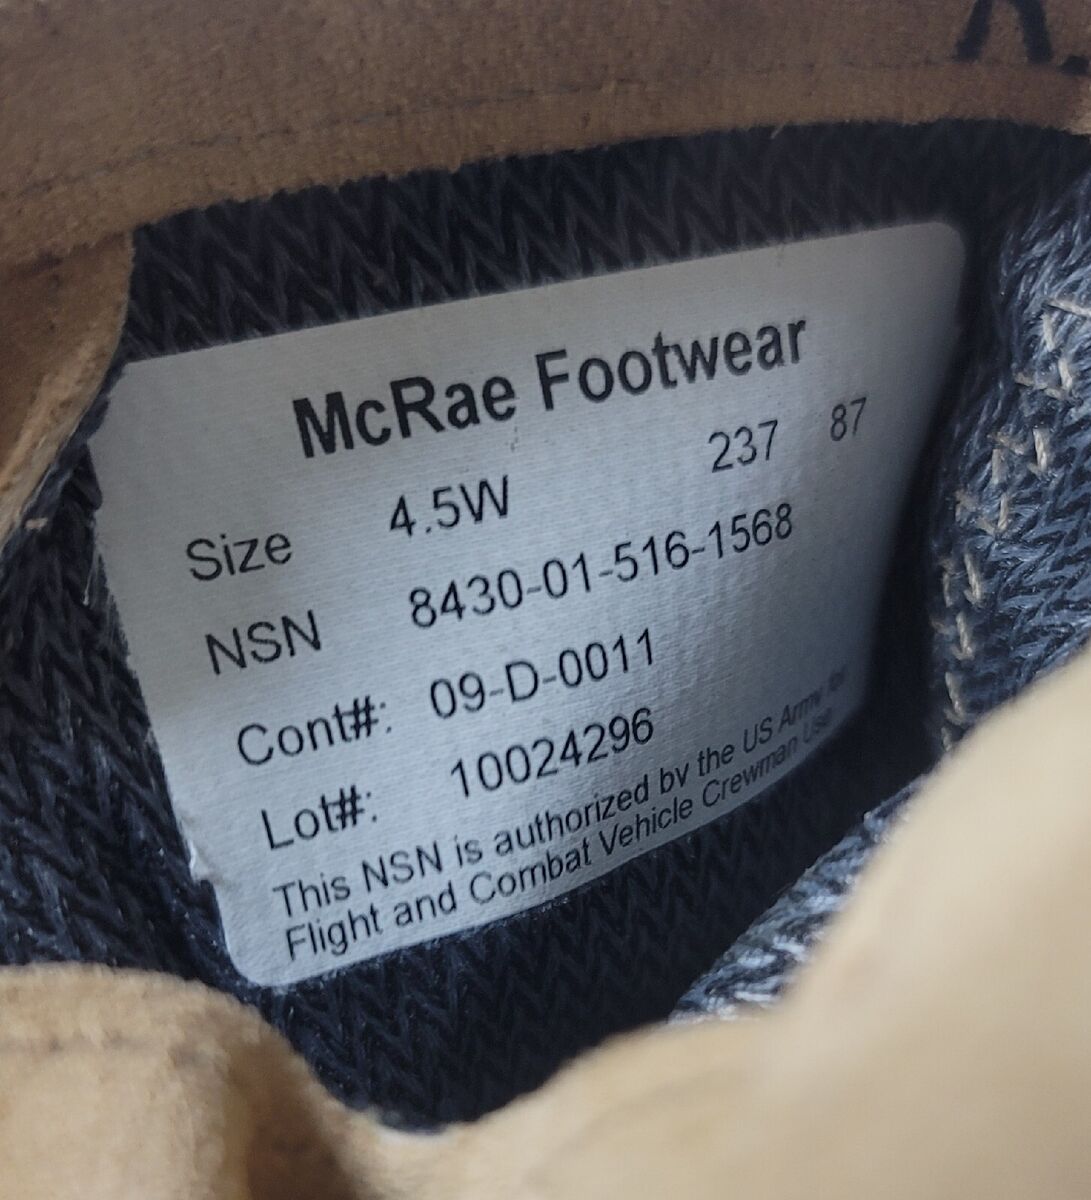 McRae Footwear
Size 4.5W 237 87
NSN 8430-01-516-1568
Cont#: 09-D-0011
Lot#: 10024296
This NSN is authorized by the US Army for
Flight and Combat Vehicle Crewman Use